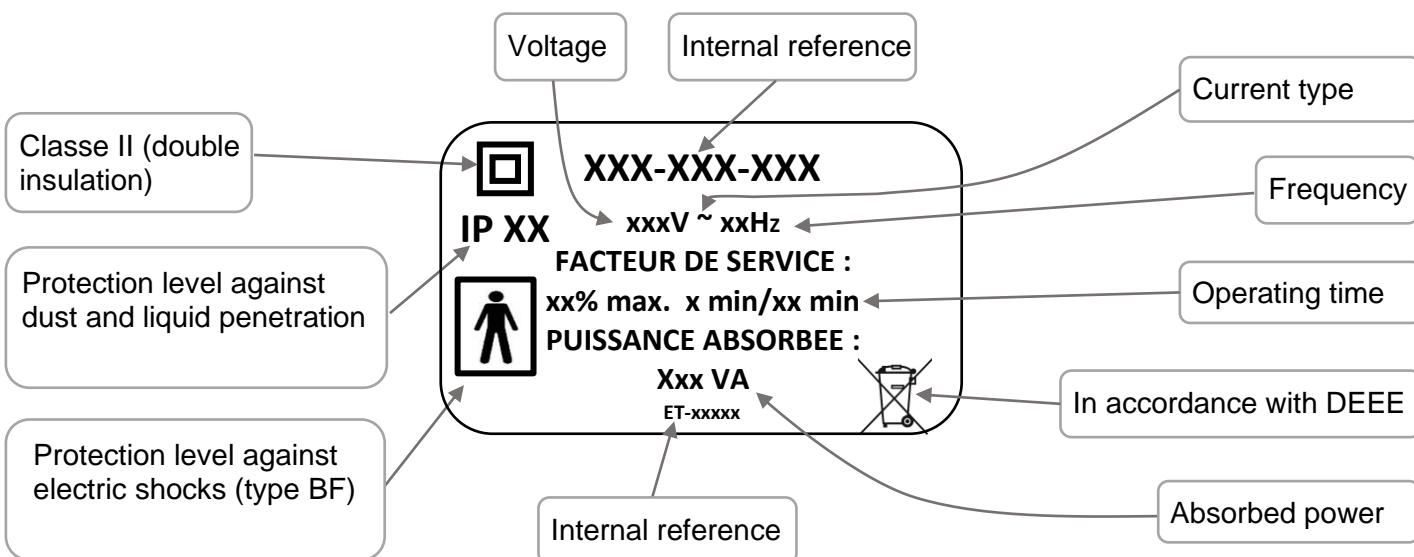 Voltage
Internal reference
Current type
Classe II (double
insulation)
XXX-XXX-XXX
Frequency
IP XX
xxxV ~ xxHz
FACTEUR DE SERVICE :
Protection level against
dust and liquid penetration
xx% max. x min/xx min
Operating time
PUISSANCE ABSORBEE :
Xxx VA
In accordance with DEEE
ET-xxxxx
Protection level against
electric shocks (type BF)
Absorbed power
Internal reference